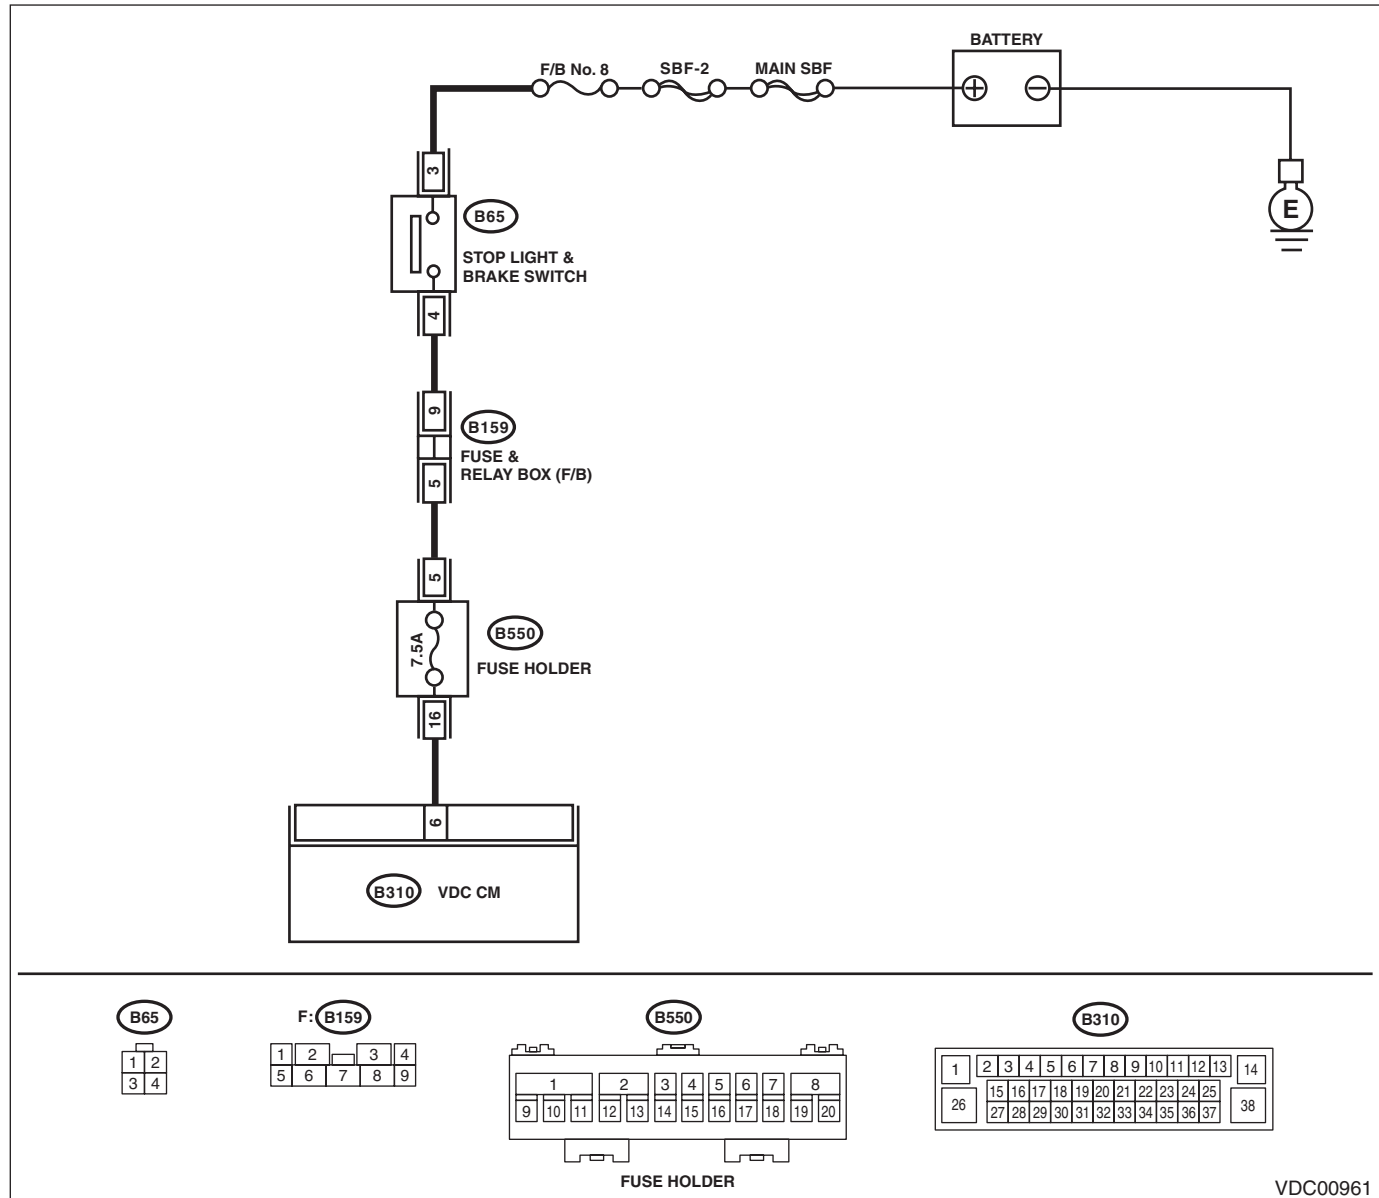 BATTERY
F/B No. 8 SBF-2 MAIN SBF
E
3
B65
STOP LIGHT &
BRAKE SWITCH
4
9
B159
FUSE &
RELAY BOX (F/B)
5
5
7.5A
B550
FUSE HOLDER
16
6
B310 VDC CM
B65
1 2
3 4
F: B159
1 2 3 4
5 6 7 8 9
B550
1 2 3 4 5 6 7 8
9 10 11 12 13 14 15 16 17 18 19 20
FUSE HOLDER
B310
1 2 3 4 5 6 7 8 9 10 11 12 13 14
15 16 17 18 19 20 21 22 23 24 25
26 27 28 29 30 31 32 33 34 35 36 37 38
VDC00961